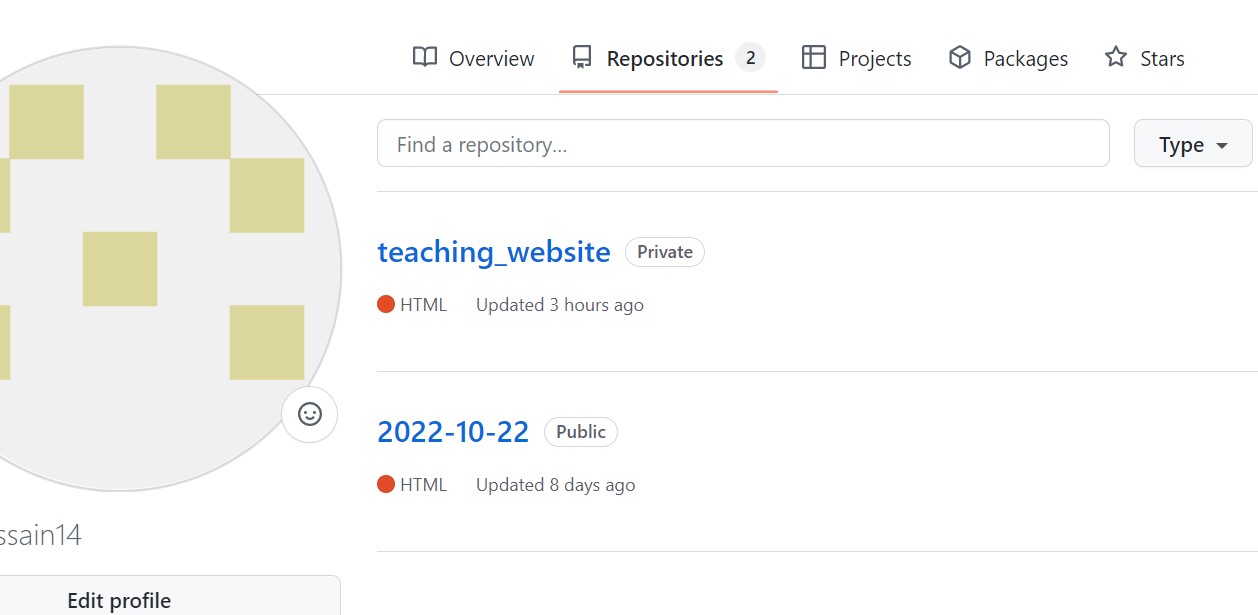 Overview Repositories 2 Projects Packages Stars
Find a repository... Type
teaching_website Private
HTML Updated 3 hours ago
2022-10-22 Public
HTML Updated 8 days ago
ssain14
Edit profile